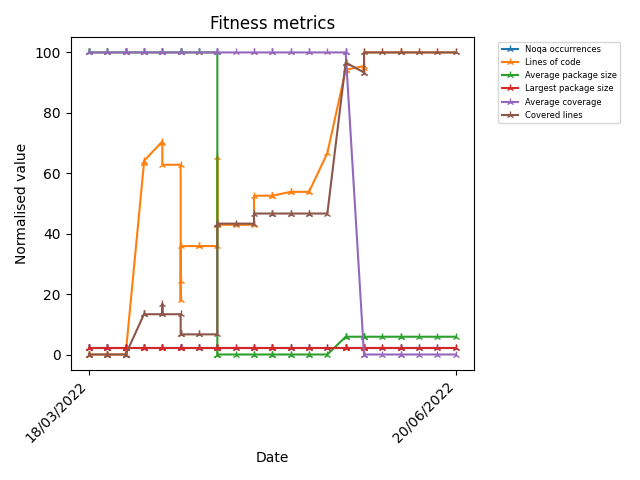 Fitness metrics
Normalised value
100
80
60
40
20
0
18/03/2022
20/06/2022
Date
Noqa occurrences
Lines of code
Average package size
Largest package size
Average coverage
Covered lines